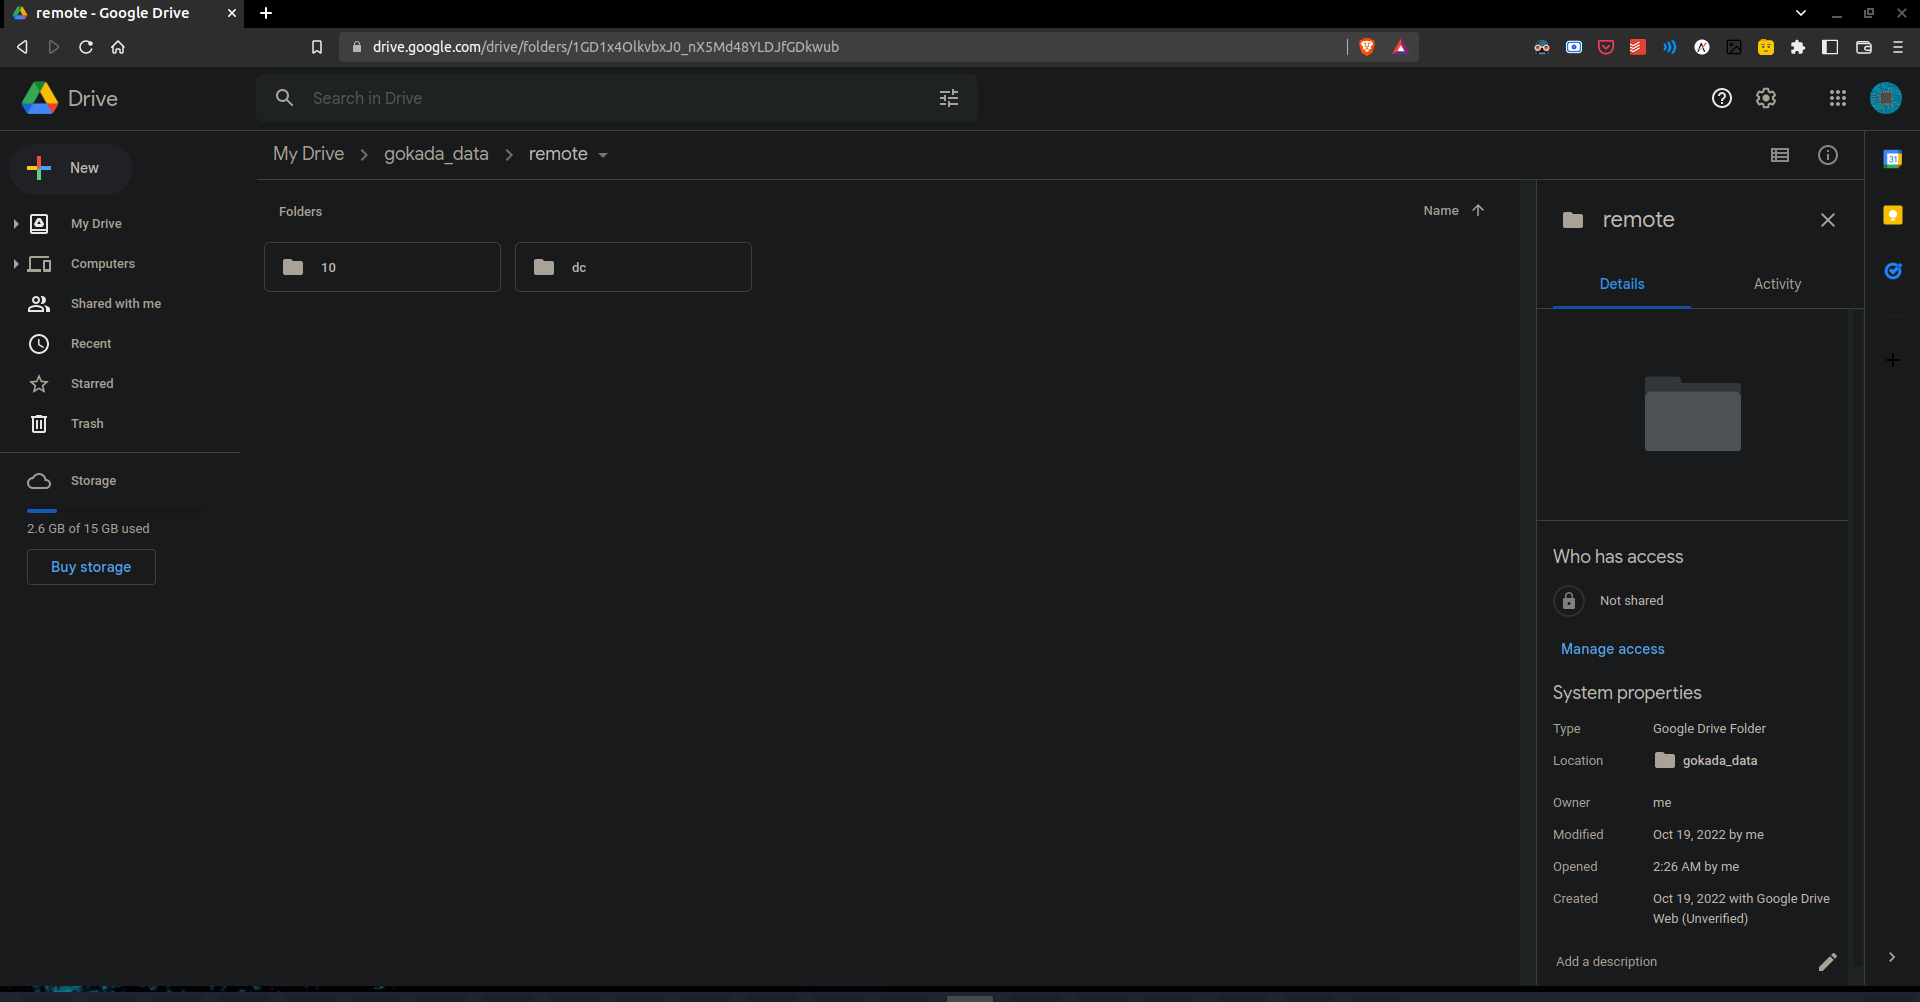 remote - Google Drive
drive.google.com/drive/folders/1GD1x4OlkvbxJ0_nX5Md48YLDJfGDkwub
Drive
Search in Drive
New
My Drive
Computers
Shared with me
Recent
Starred
Trash
Storage
2.6 GB of 15 GB used
Buy storage
My Drive gokada_data remote
Folders
Name
10
dc
remote
Details Activity
Who has access
Not shared
Manage access
System properties
Type Google Drive Folder
Location gokada_data
Owner me
Modified Oct 19, 2022 by me
Opened 2:26 AM by me
Created Oct 19, 2022 with Google Drive
Web (Unverified)
Add a description
31